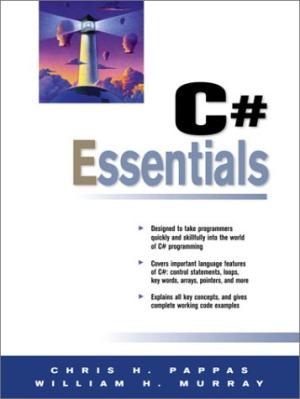 C#
Essentials
Designed to take programmers
quickly and skillfully into the world
of C# programming
Covers important language features
of C#: control statements, loops,
key words, arrays, pointers, and more
Explains all key concepts, and gives
complete working code examples
CHRIS H. PAPPAS
WILLIAM H. MURRAY